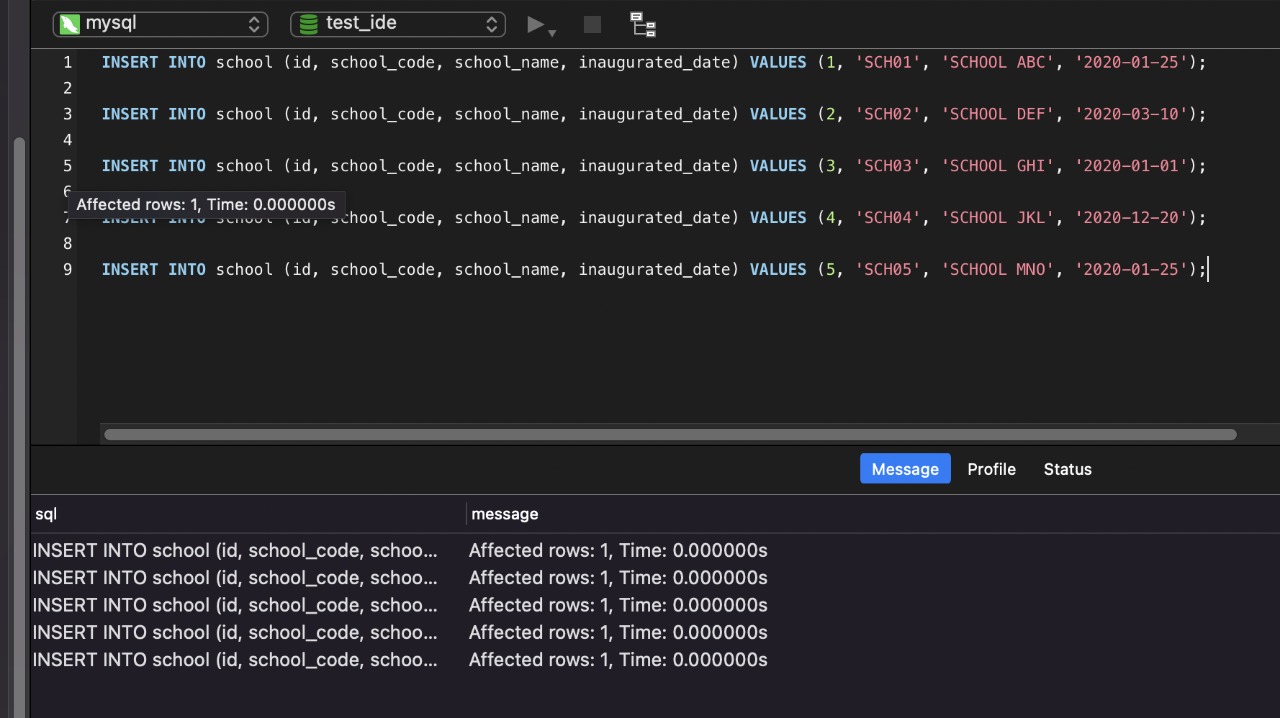 mysql test_ide
1 INSERT INTO school (id, school_code, school_name, inaugurated_date) VALUES (1, 'SCH01', 'SCHOOL ABC', '2020-01-25');
2
3 INSERT INTO school (id, school_code, school_name, inaugurated_date) VALUES (2, 'SCH02', 'SCHOOL DEF', '2020-03-10');
4
5 INSERT INTO school (id, school_code, school_name, inaugurated_date) VALUES (3, 'SCH03', 'SCHOOL GHI', '2020-01-01');
6
Affected rows: 1, Time: 0.000000s
7 INSERT INTO school (id, school_code, school_name, inaugurated_date) VALUES (4, 'SCH04', 'SCHOOL JKL', '2020-12-20');
8
9 INSERT INTO school (id, school_code, school_name, inaugurated_date) VALUES (5, 'SCH05', 'SCHOOL MNO', '2020-01-25');
Message Profile Status
sql message
INSERT INTO school (id, school_code, schoo... Affected rows: 1, Time: 0.000000s
INSERT INTO school (id, school_code, schoo... Affected rows: 1, Time: 0.000000s
INSERT INTO school (id, school_code, schoo... Affected rows: 1, Time: 0.000000s
INSERT INTO school (id, school_code, schoo... Affected rows: 1, Time: 0.000000s
INSERT INTO school (id, school_code, schoo... Affected rows: 1, Time: 0.000000s